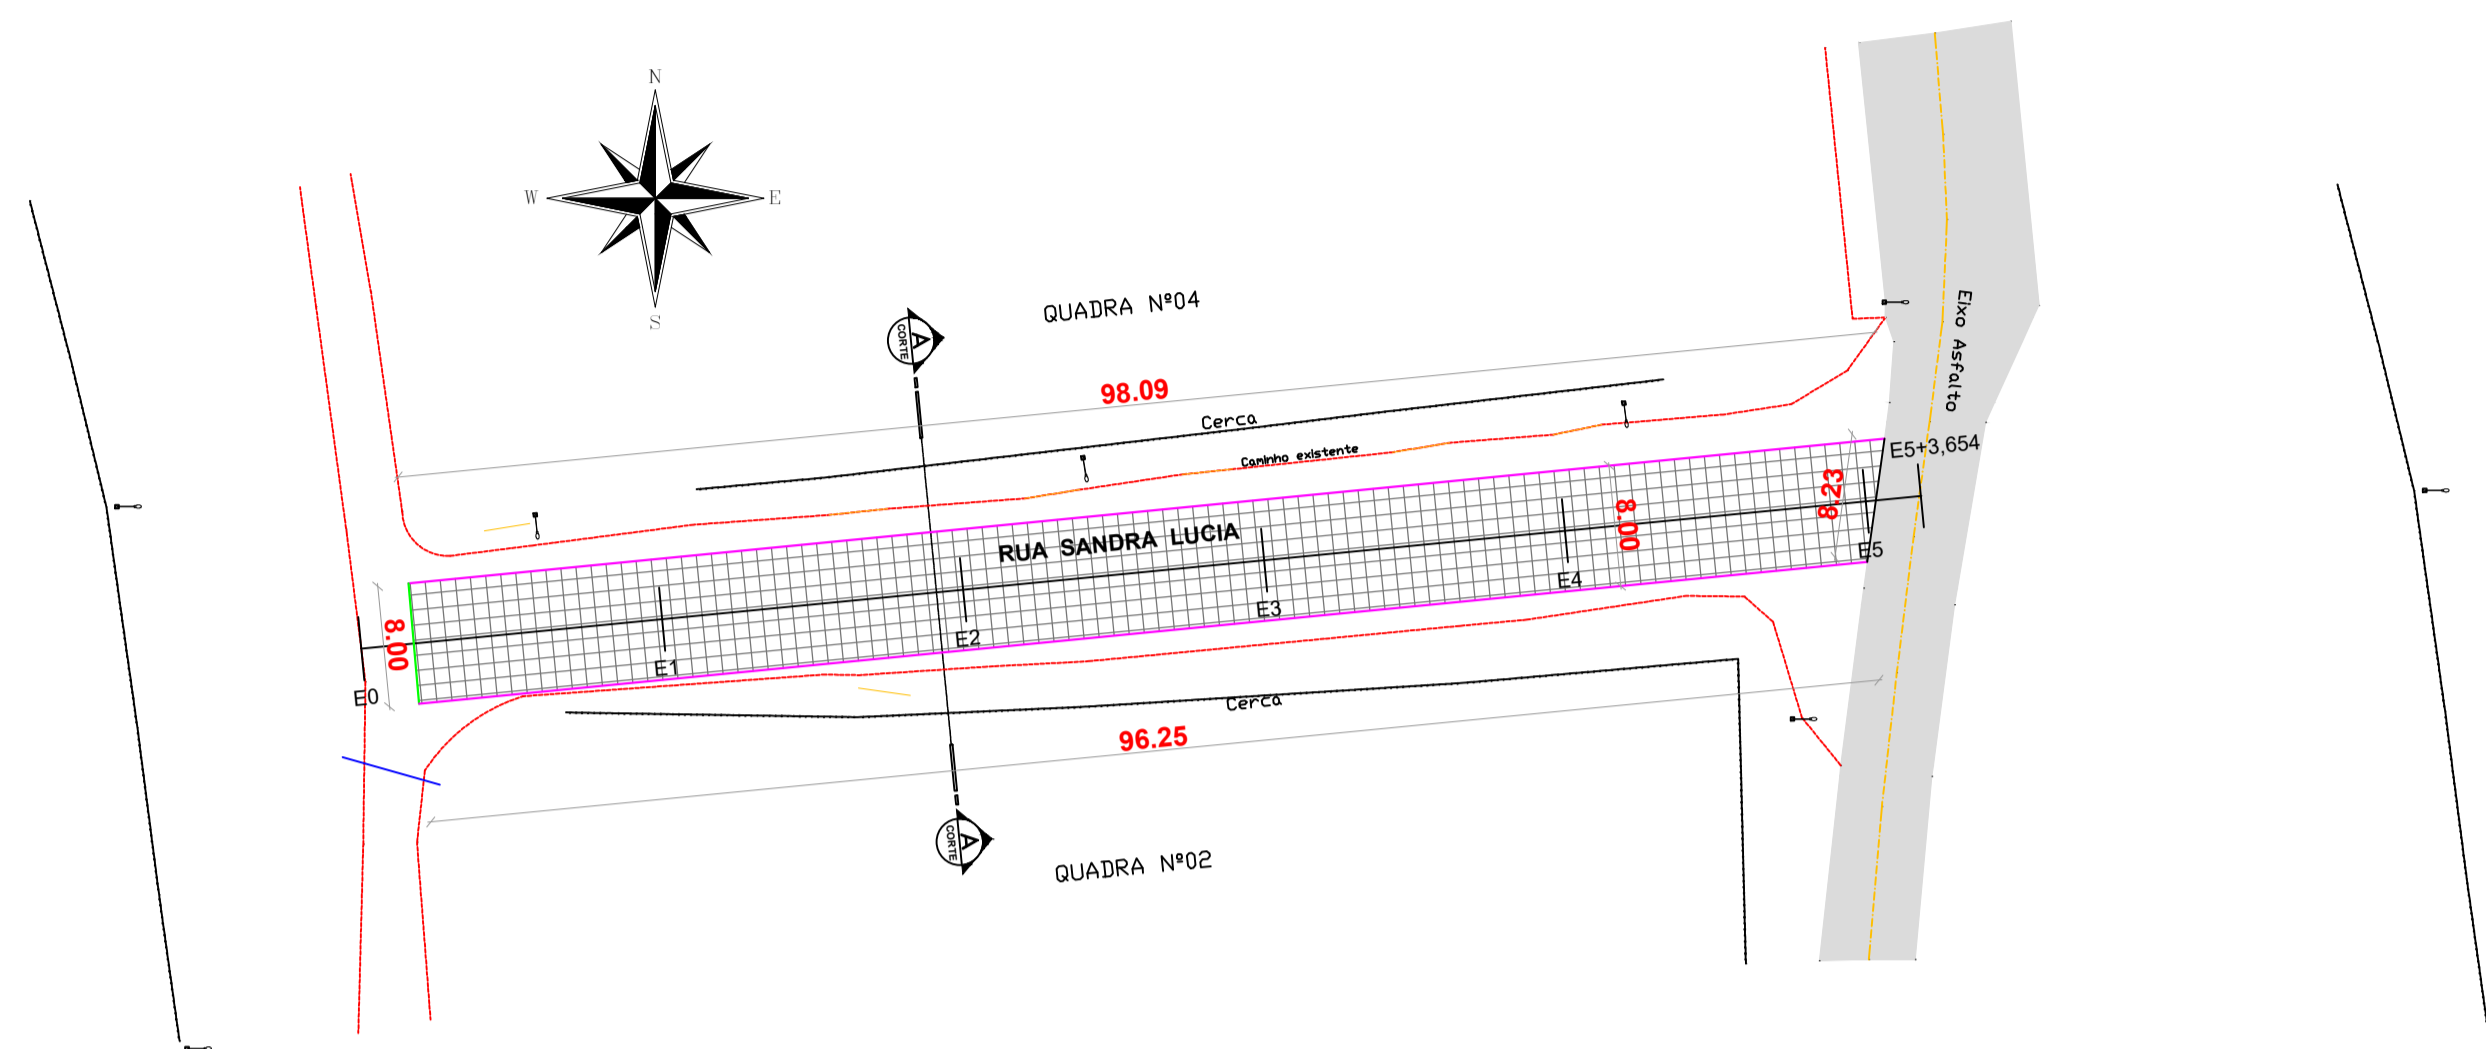 N
W
E
S
QUADRA Nº04
A
CORTE
98.09
Cerca
Caminho existente
Eixo Asfalto
E5+3,654
8.23
8.00
RUA SANDRA LUCIA
E5
E4
E3
E2
E1
8.00
E0
Cerca
96.25
A
CORTE
QUADRA Nº02